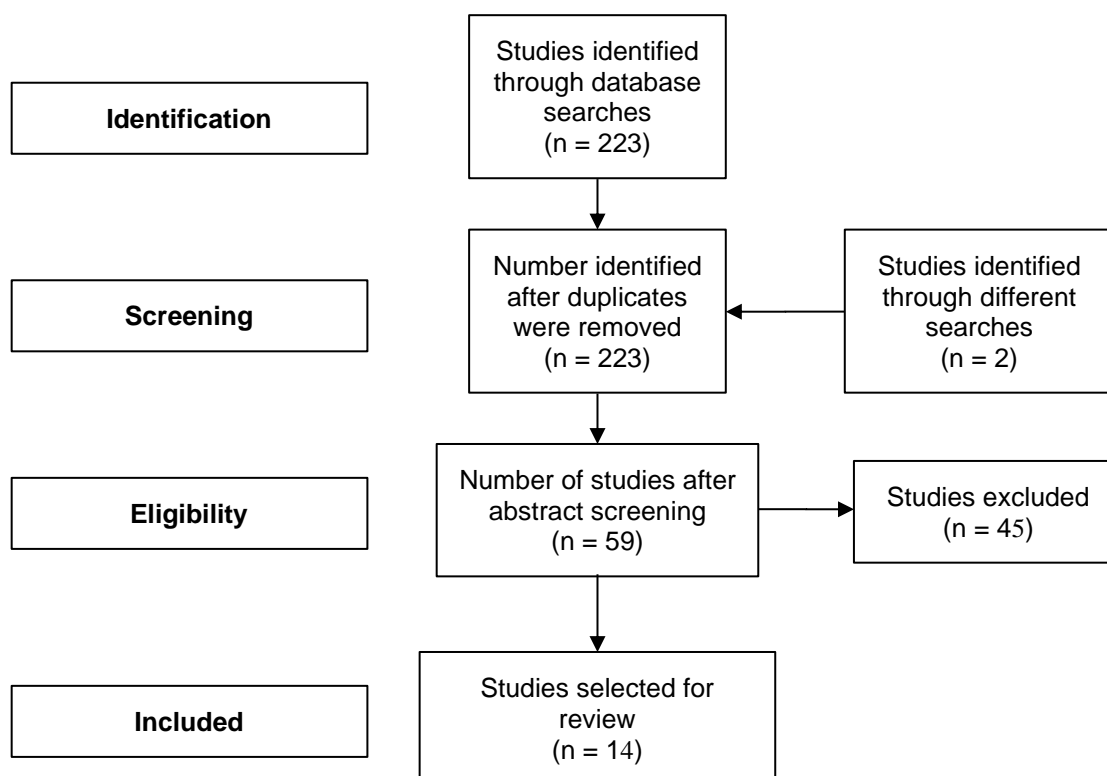 Identification
Studies identified
through database
searches
(n = 223)
Screening
Number identified
after duplicates
were removed
(n = 223)
Studies identified
through different
searches
(n = 2)
Eligibility
Number of studies after
abstract screening
(n = 59)
Studies excluded
(n = 45)
Included
Studies selected for
review
(n = 14)